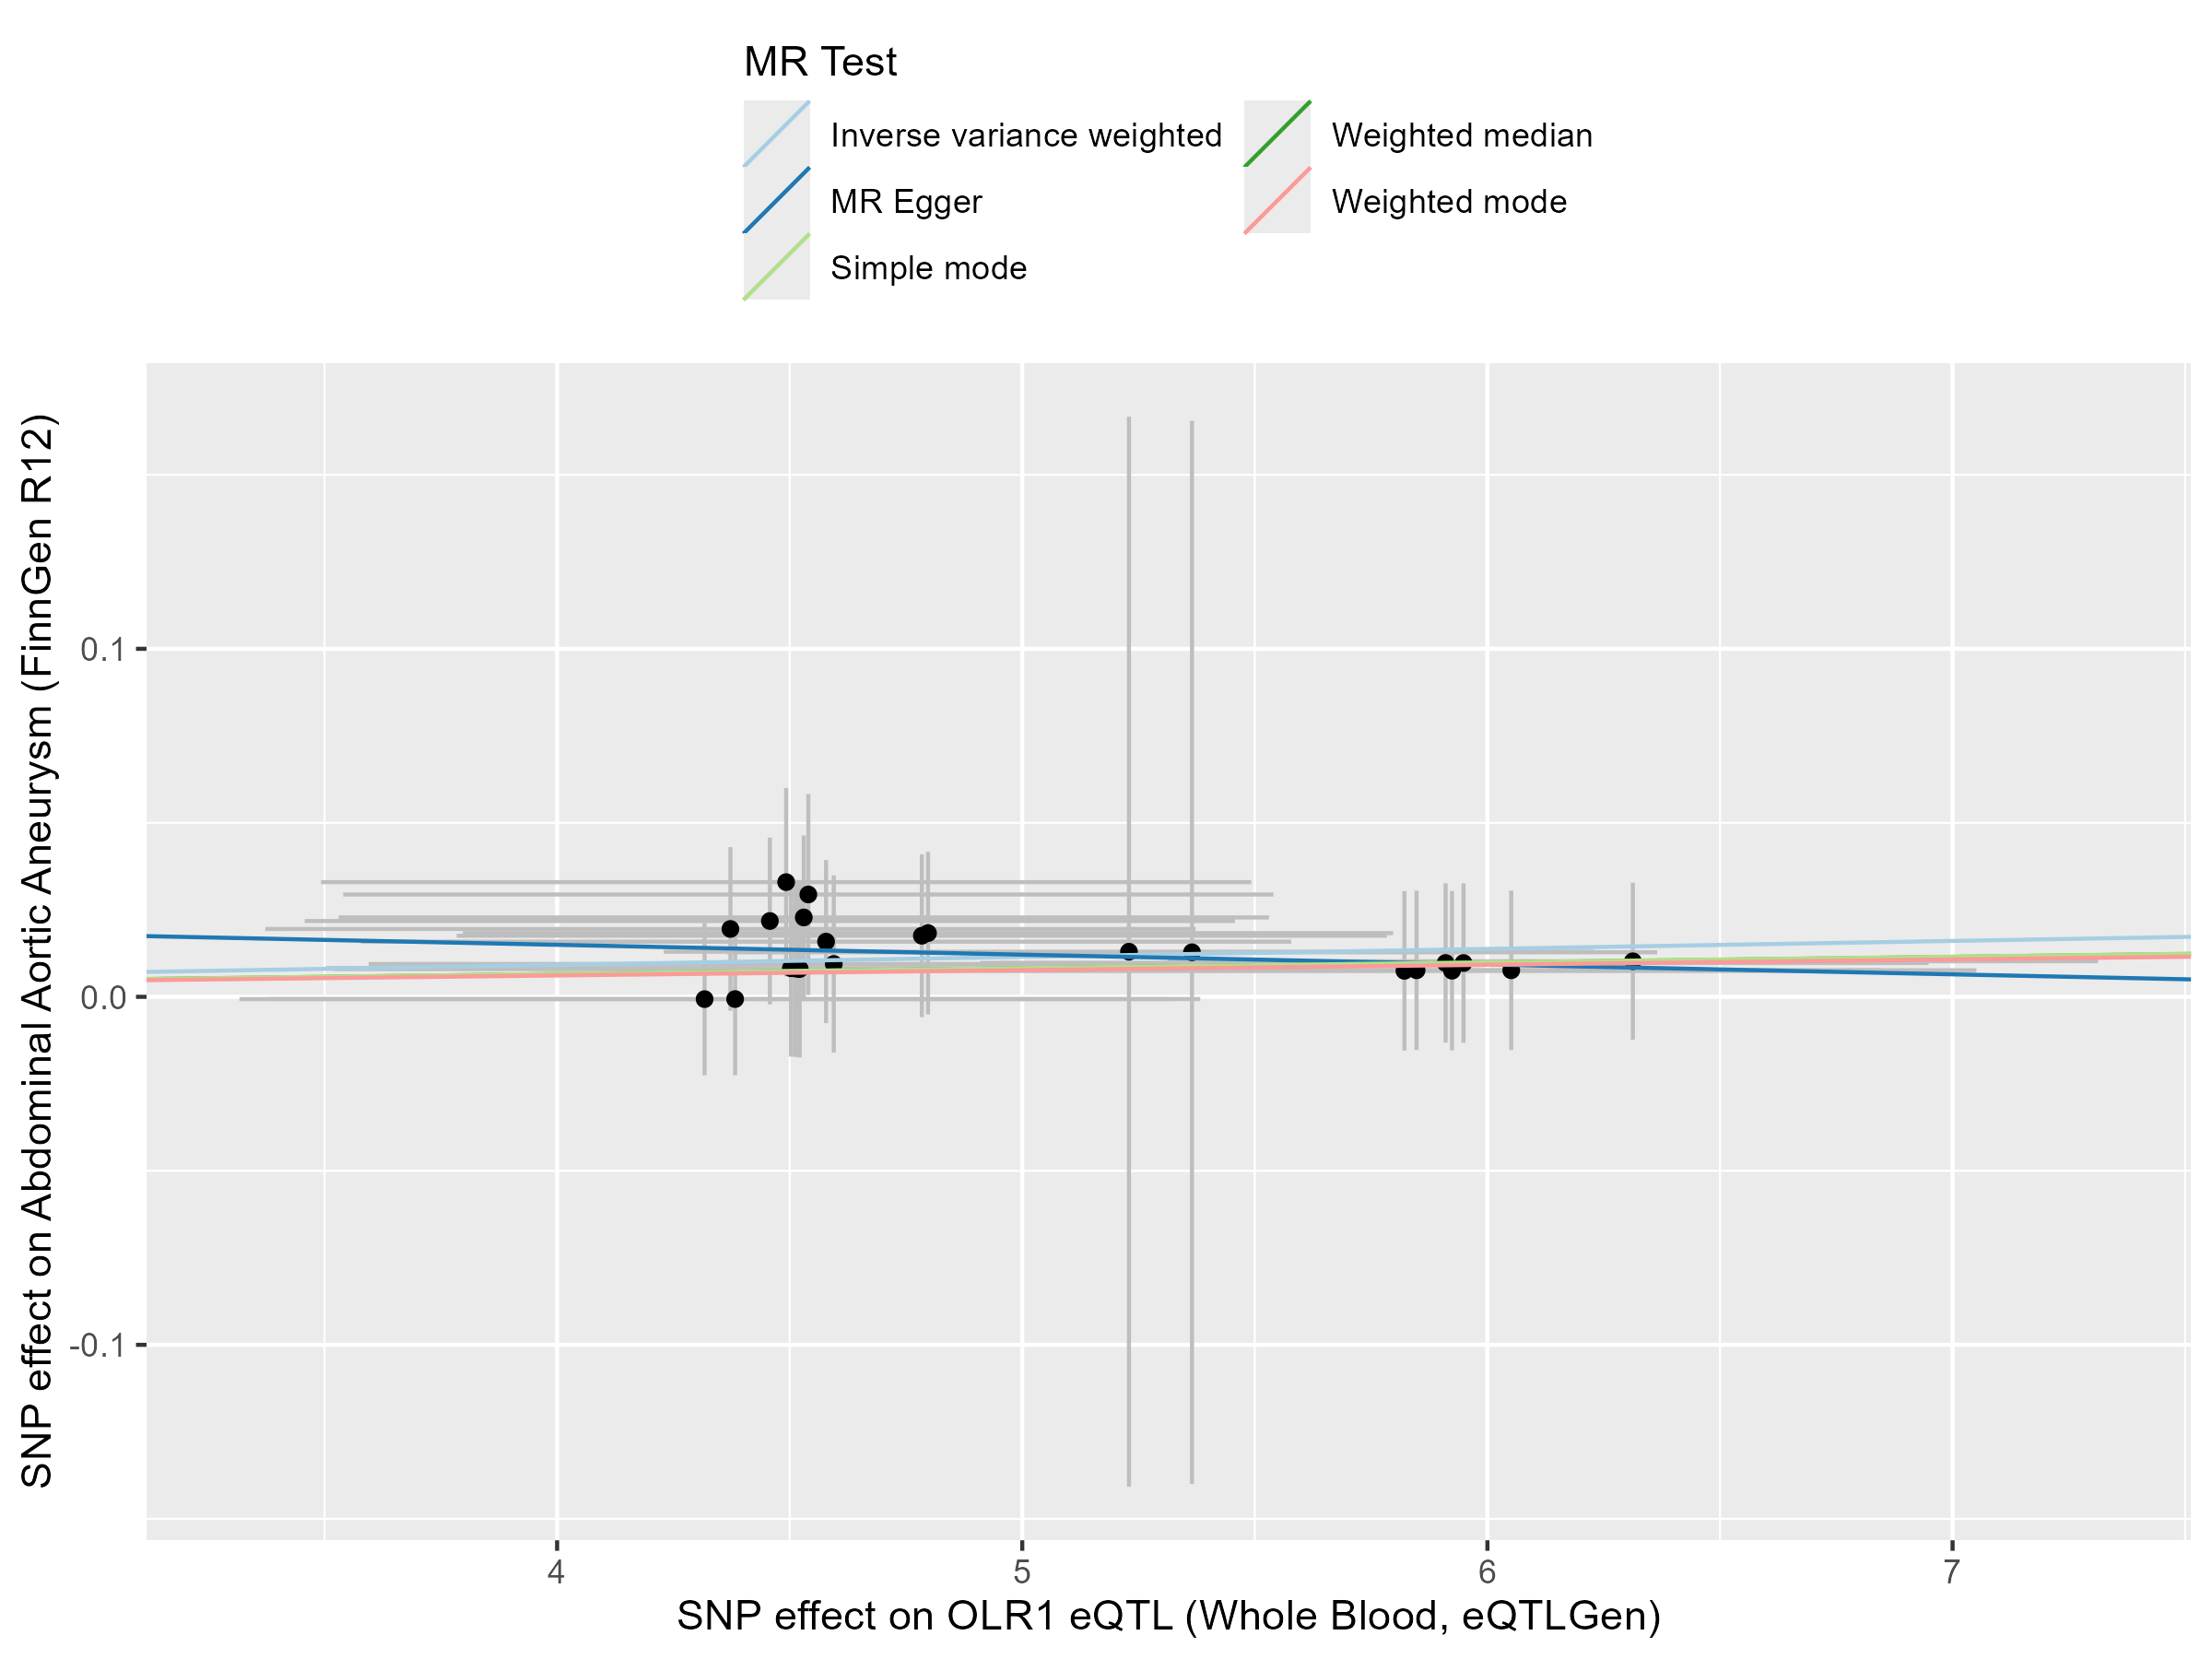 MR Test
Inverse variance weighted
Weighted median
MR Egger
Weighted mode
Simple mode
SNP effect on Abdominal Aortic Aneurysm (FinnGen R12)
0.1
0.0
-0.1
4
5
6
7
SNP effect on OLR1 eQTL (Whole Blood, eQTLGen)